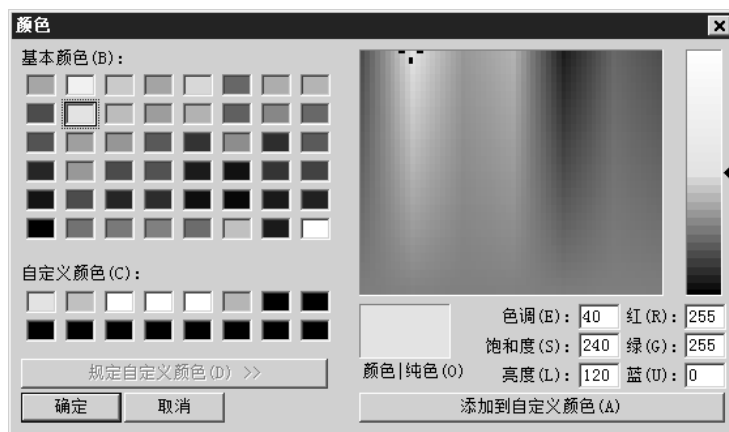 颜色
基本颜色(B):
自定义颜色(C):
规定自定义颜色(D) >>
确定 取消
颜色|纯色(O)
色调(E): 40 红(R): 255
饱和度(S): 240 绿(G): 255
亮度(L): 120 蓝(U): 0
添加到自定义颜色(A)